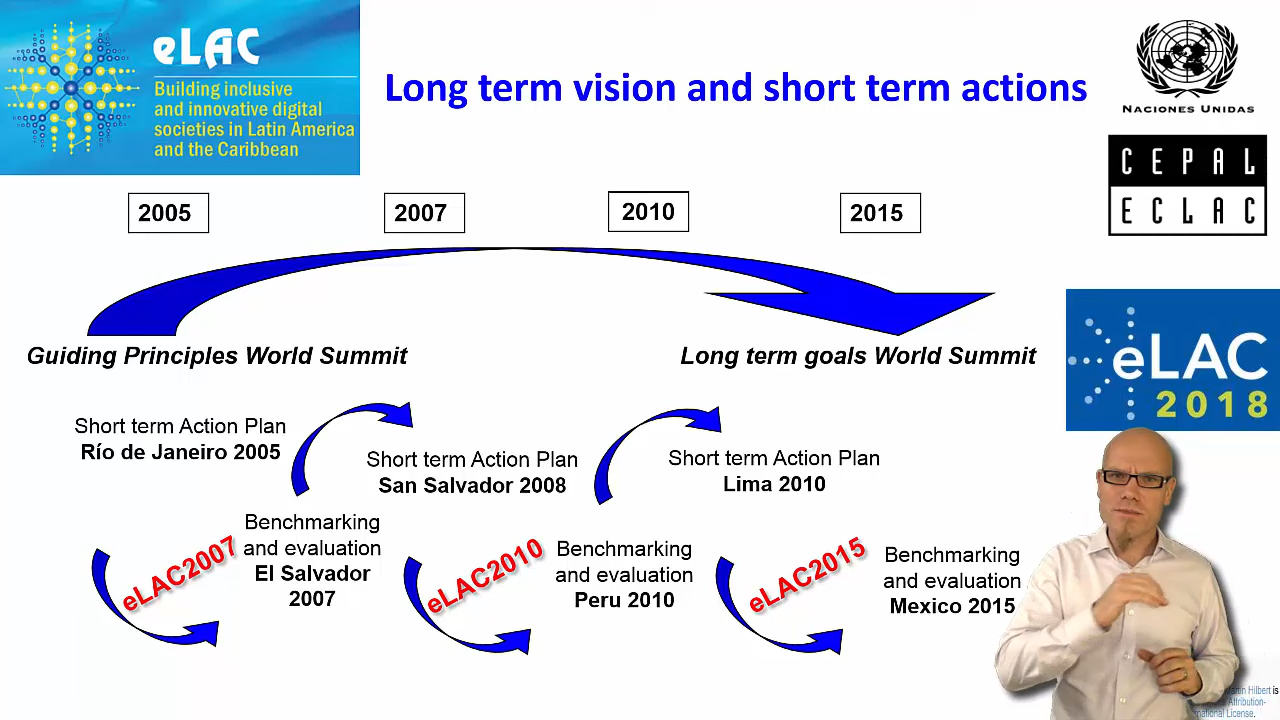 eLAC
Building inclusive
and innovative digital
societies in Latin America
and the Caribbean
Long term vision and short term actions
NACIONES UNIDAS
CEPAL
ECLAC
2005
2007
2010
2015
Guiding Principles World Summit
Long term goals World Summit
eLAC
2018
Short term Action Plan
Río de Janeiro 2005
Short term Action Plan
San Salvador 2008
Short term Action Plan
Lima 2010
eLAC2007
Benchmarking
and evaluation
El Salvador
2007
eLAC2010
Benchmarking
and evaluation
Peru 2010
eLAC2015
Benchmarking
and evaluation
Mexico 2015
Hilbert is
Attribution-
License.